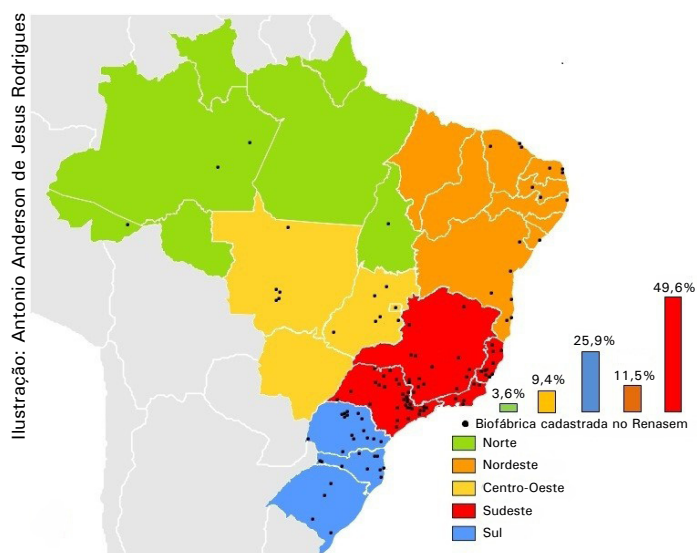 Ilustração: Antonio Anderson de Jesus Rodrigues
49,6%
25,9%
11,5%
9,4%
3,6%
Biofábrica cadastrada no Renasem
Norte
Nordeste
Centro-Oeste
Sudeste
Sul